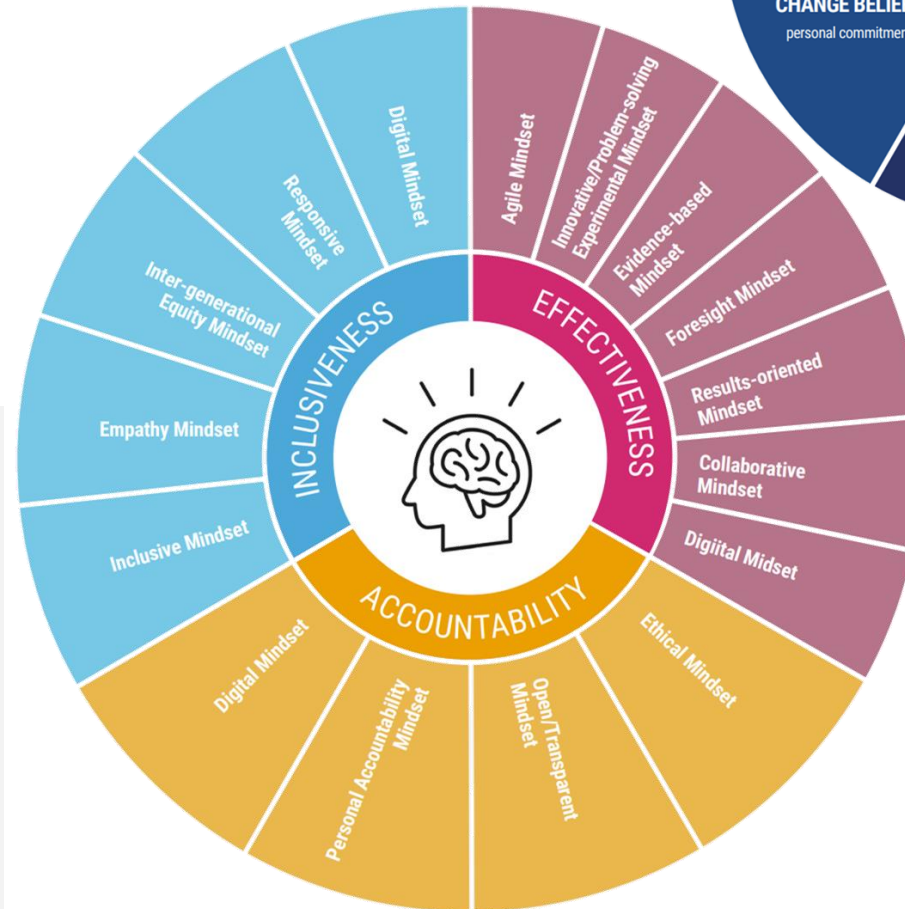 CHANGE BELIEF
personal commitment
Digital Mindset
Responsive
Mindset
Inter-generational
Equity Mindset
Empathy Mindset
Inclusive Mindset
INCLUSIVENESS
Agile Mindset
Innovative/Problem-solving
Experimental Mindset
Evidence-based
Mindset
Foresight Mindset
Results-oriented
Mindset
Collaborative
Mindset
Digiital Midset
EFFECTIVENESS
Ethical Mindset
Open/Transparent
Mindset
Personal Accountability
Mindset
Digital Mindset
ACCOUNTABILITY